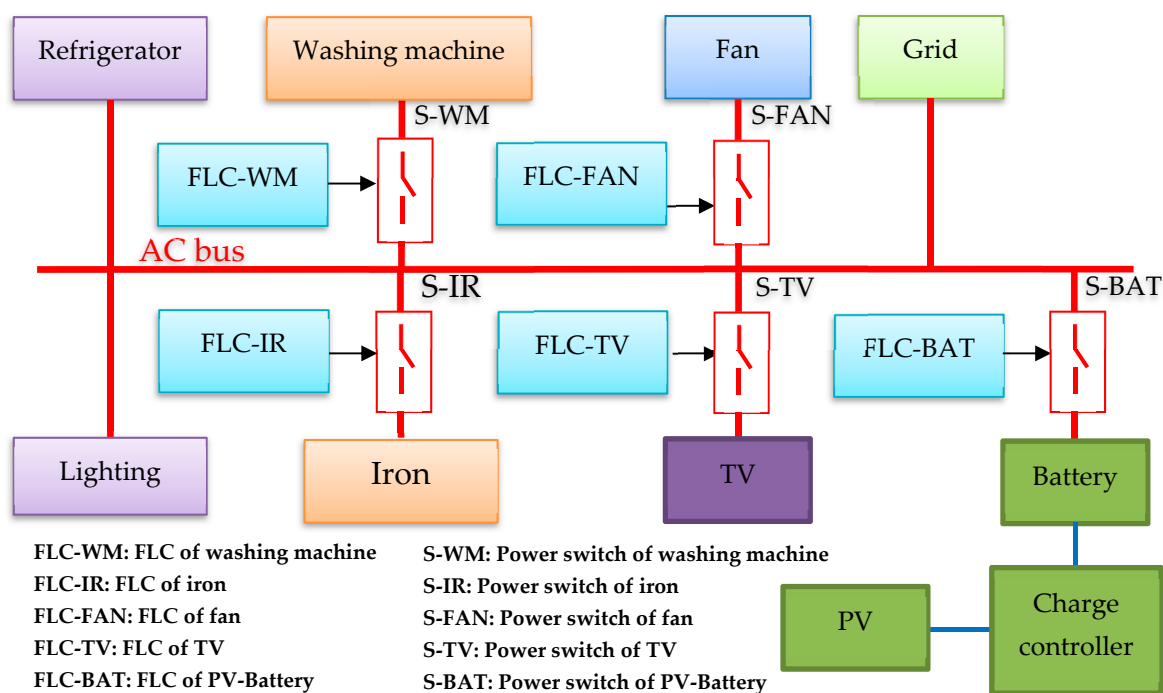 Refrigerator
Washing machine
Fan
Grid
S-WM
S-FAN
FLC-WM
FLC-FAN
AC bus
S-IR
S-TV
S-BAT
FLC-IR
FLC-TV
FLC-BAT
Lighting
Iron
TV
Battery
FLC-WM: FLC of washing machine
FLC-IR: FLC of iron
FLC-FAN: FLC of fan
FLC-TV: FLC of TV
FLC-BAT: FLC of PV-Battery
S-WM: Power switch of washing machine
S-IR: Power switch of iron
S-FAN: Power switch of fan
S-TV: Power switch of TV
S-BAT: Power switch of PV-Battery
PV
Charge
controller